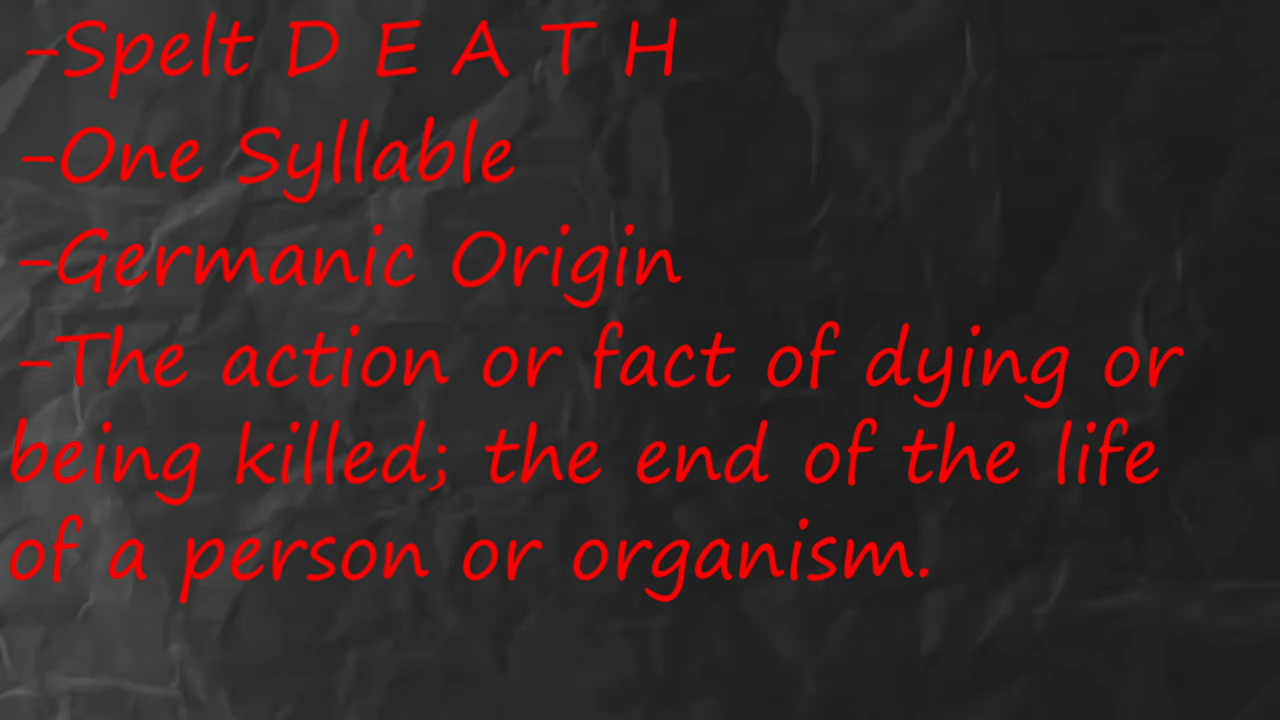 -Spelt D E A T H
-One Syllable
-Germanic Origin
-The action or fact of dying or
being killed; the end of the life
of a person or organism.